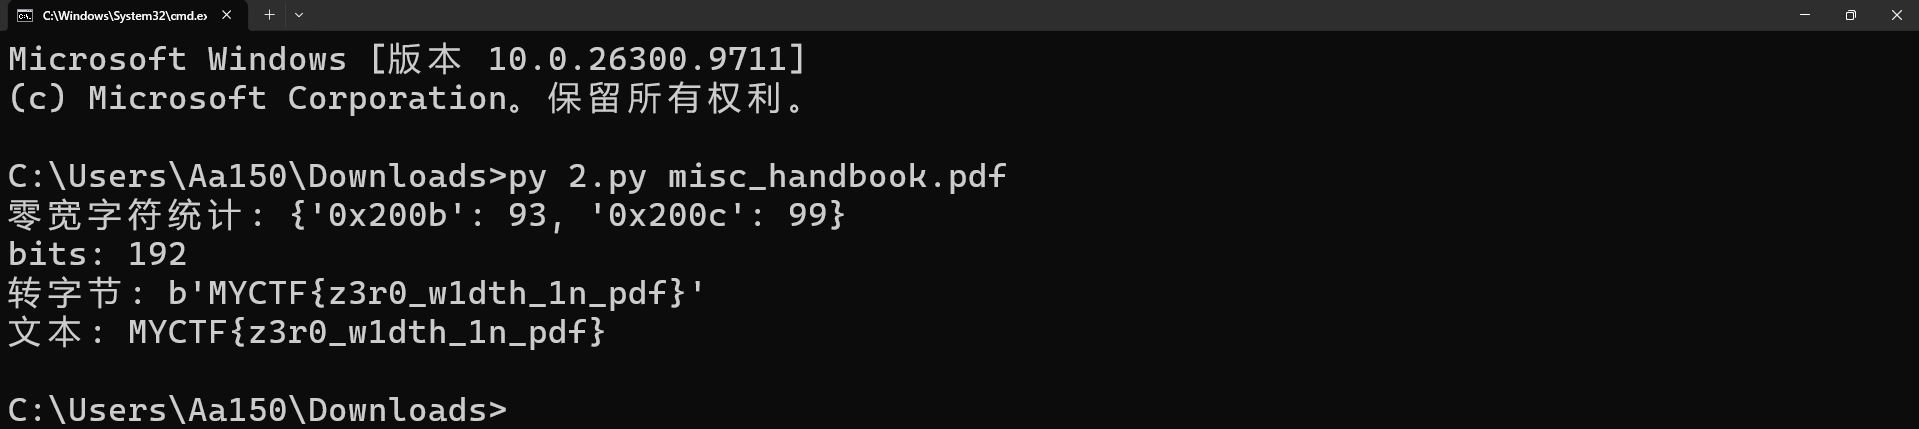 C:\Windows\System32\cmd.e
Microsoft Windows [版本 10.0.26300.9711]
(c) Microsoft Corporation。保留所有权利。
C:\Users\Aa150\Downloads>py 2.py misc_handbook.pdf
零宽字符统计: {'0x200b': 93, '0x200c': 99}
bits: 192
转字节: b'MYCTF{z3r0_w1dth_1n_pdf}'
文本: MYCTF{z3r0_w1dth_1n_pdf}
C:\Users\Aa150\Downloads>